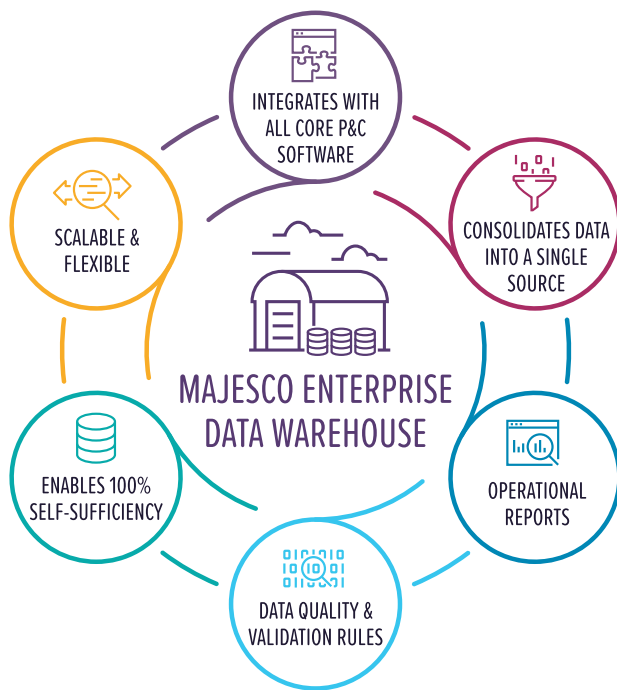 INTEGRATES WITH
ALL CORE P&C
SOFTWARE
CONSOLIDATES DATA
INTO A SINGLE
SOURCE
SCALABLE &
FLEXIBLE
MAJESCO ENTERPRISE
DATA WAREHOUSE
OPERATIONAL
REPORTS
ENABLES 100%
SELF-SUFFICIENCY
DATA QUALITY &
VALIDATION RULES